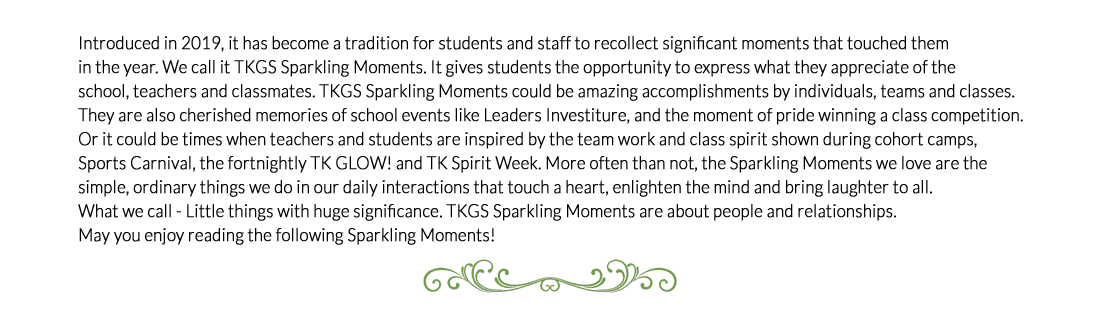 Introduced in 2019, it has become a tradition for students and staff to recollect significant moments that touched them
in the year. We call it TKGS Sparkling Moments. It gives students the opportunity to express what they appreciate of the
school, teachers and classmates. TKGS Sparkling Moments could be amazing accomplishments by individuals, teams and classes.
They are also cherished memories of school events like Leaders Investiture, and the moment of pride winning a class competition.
Or it could be times when teachers and students are inspired by the team work and class spirit shown during cohort camps,
Sports Carnival, the fortnightly TK GLOW! and TK Spirit Week. More often than not, the Sparkling Moments we love are the
simple, ordinary things we do in our daily interactions that touch a heart, enlighten the mind and bring laughter to all.
What we call - Little things with huge significance. TKGS Sparkling Moments are about people and relationships.
May you enjoy reading the following Sparkling Moments!